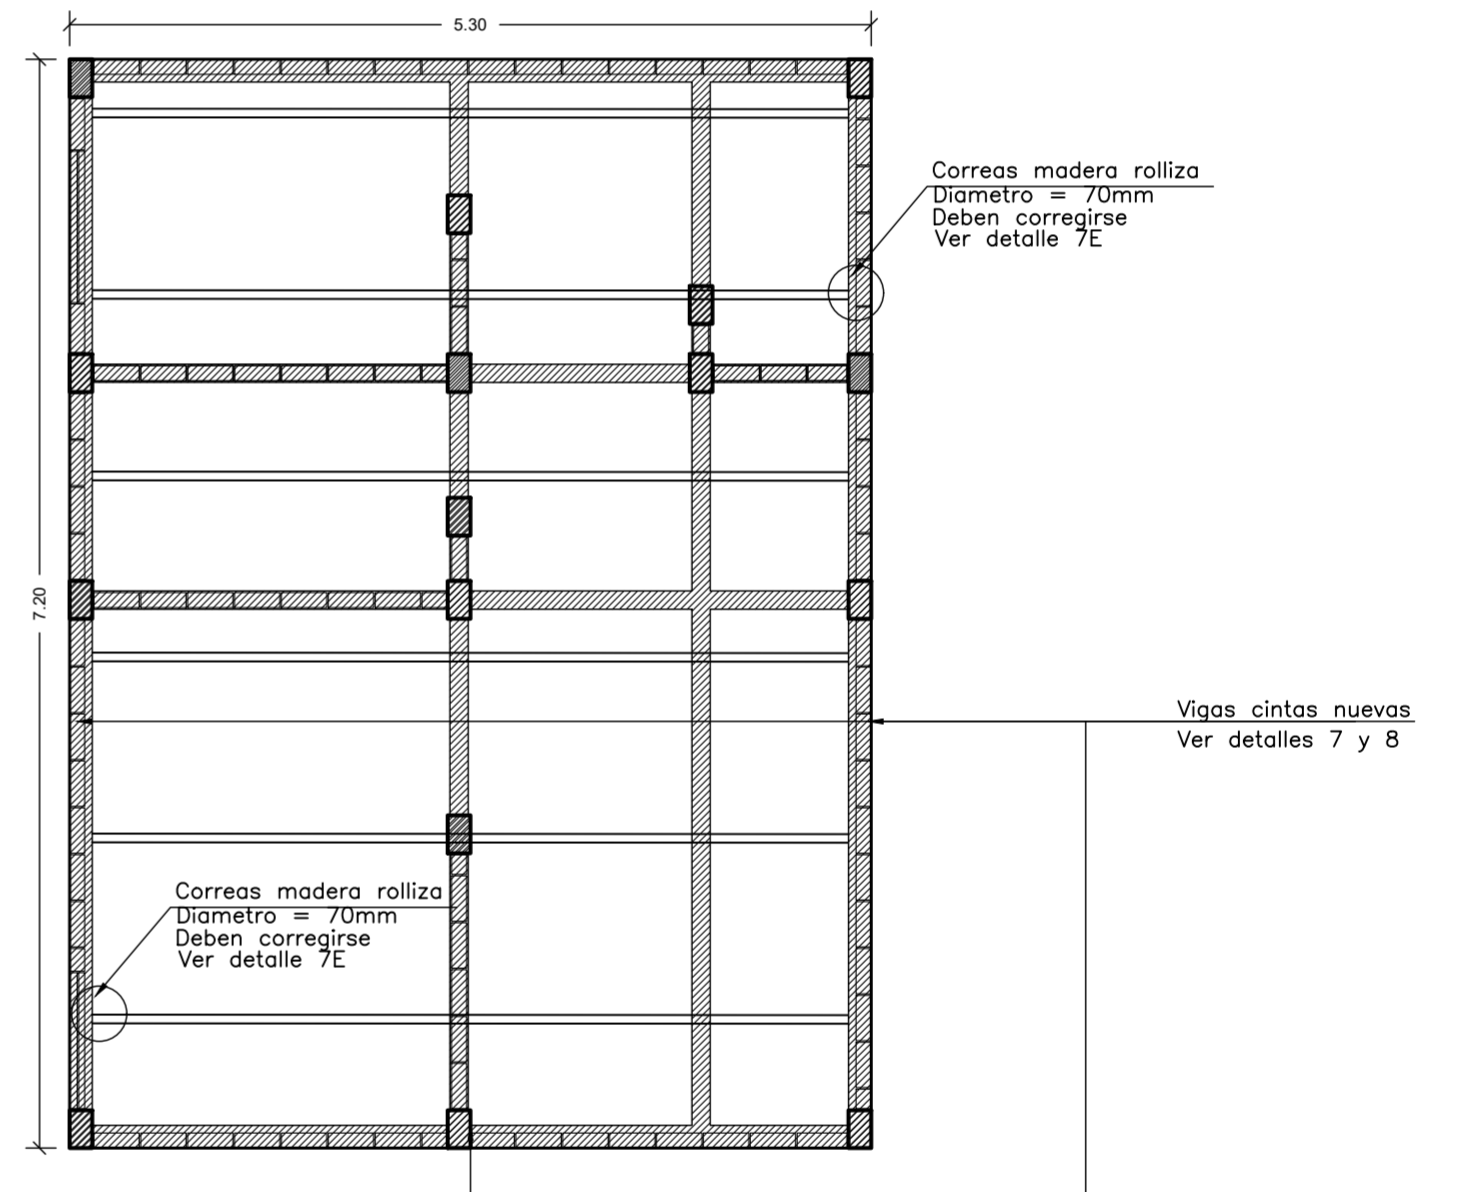 5.30
Correas madera rolliza
Diametro = 70mm
Deben corregirse
Ver detalle 7E
7.20
Vigas cintas nuevas
Ver detalles 7 y 8
Correas madera rolliza
Diametro = 70mm
Deben corregirse
Ver detalle 7E